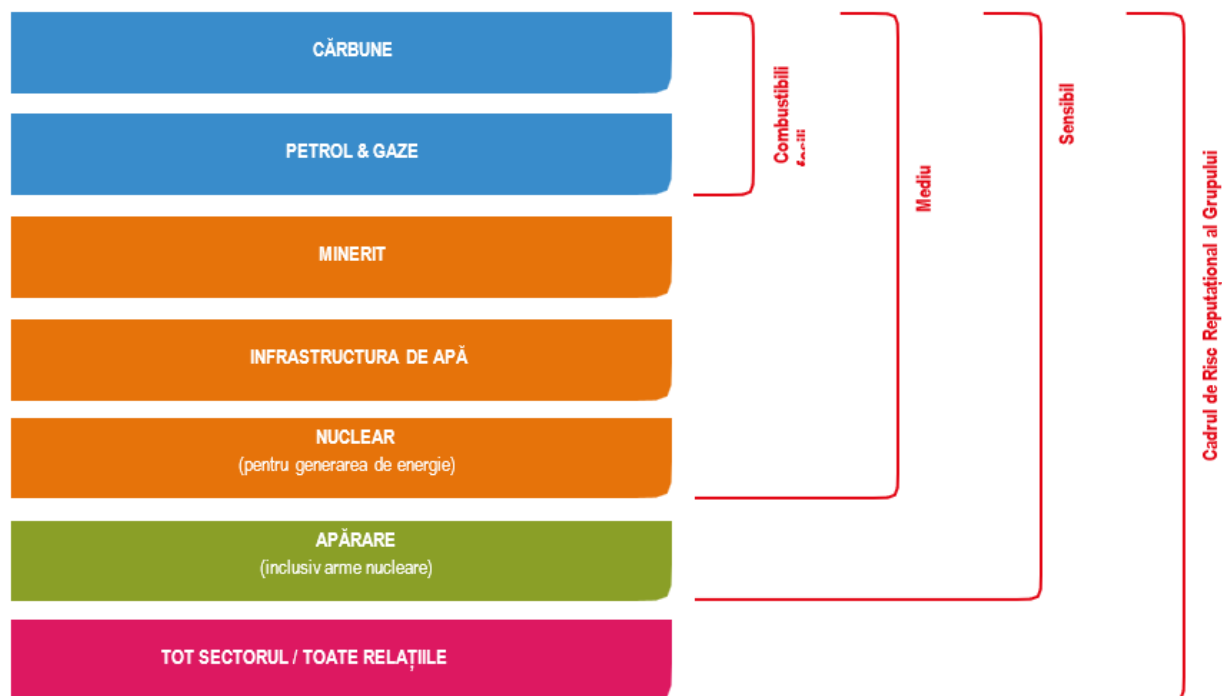 CĂRBUNE
PETROL & GAZE
MINERIT
INFRASTRUCTURA DE APĂ
NUCLEAR
(pentru generarea de energie)
APĂRARE
(inclusiv arme nucleare)
TOT SECTORUL / TOATE RELAȚIILE
Combustibili
Mediu
Sensibil
Cadrul de Risc Reputațional al Grupului